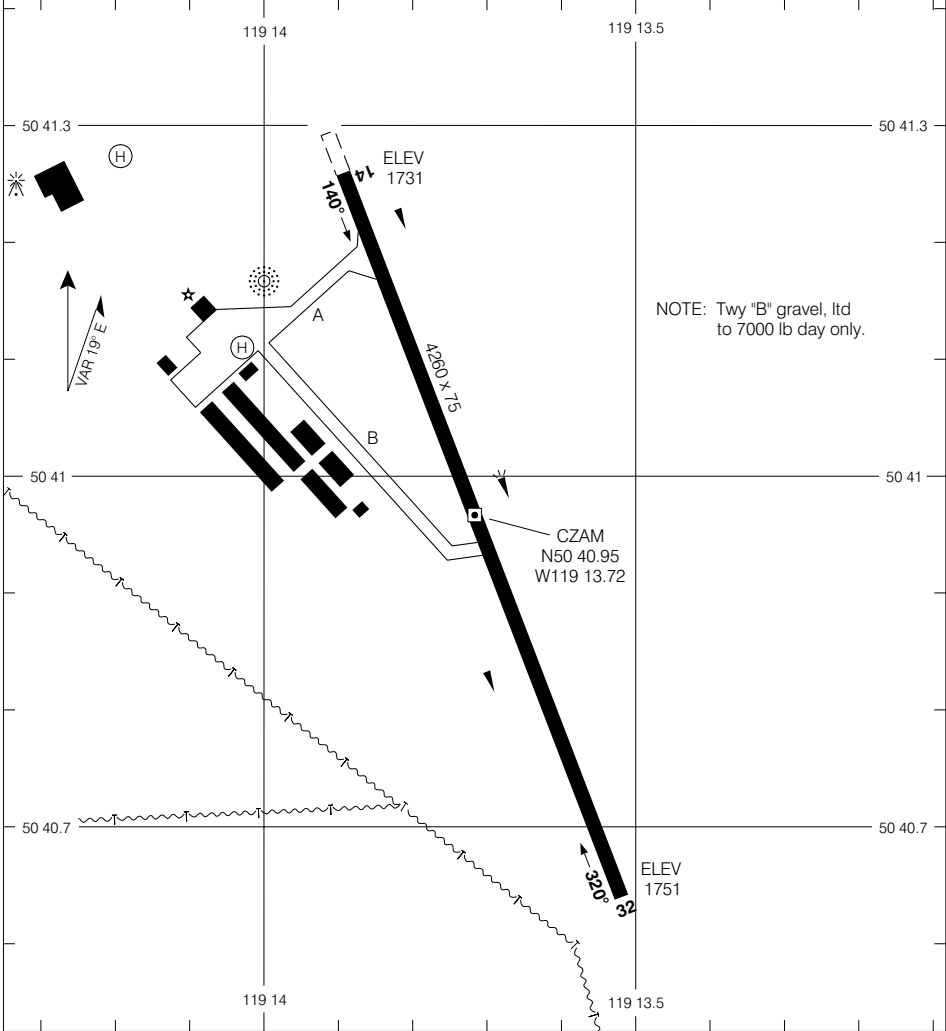 119 14
119 13.5
50 41.3
50 41.3
H
14
ELEV
1731
140°
NOTE: Twy "B" gravel, ltd
to 7000 lb day only.
A
VAR 19° E
H
4260 x 75
B
50 41
50 41
CZAM
N50 40.95
W119 13.72
50 40.7
50 40.7
ELEV
1751
320°
32
119 14
119 13.5